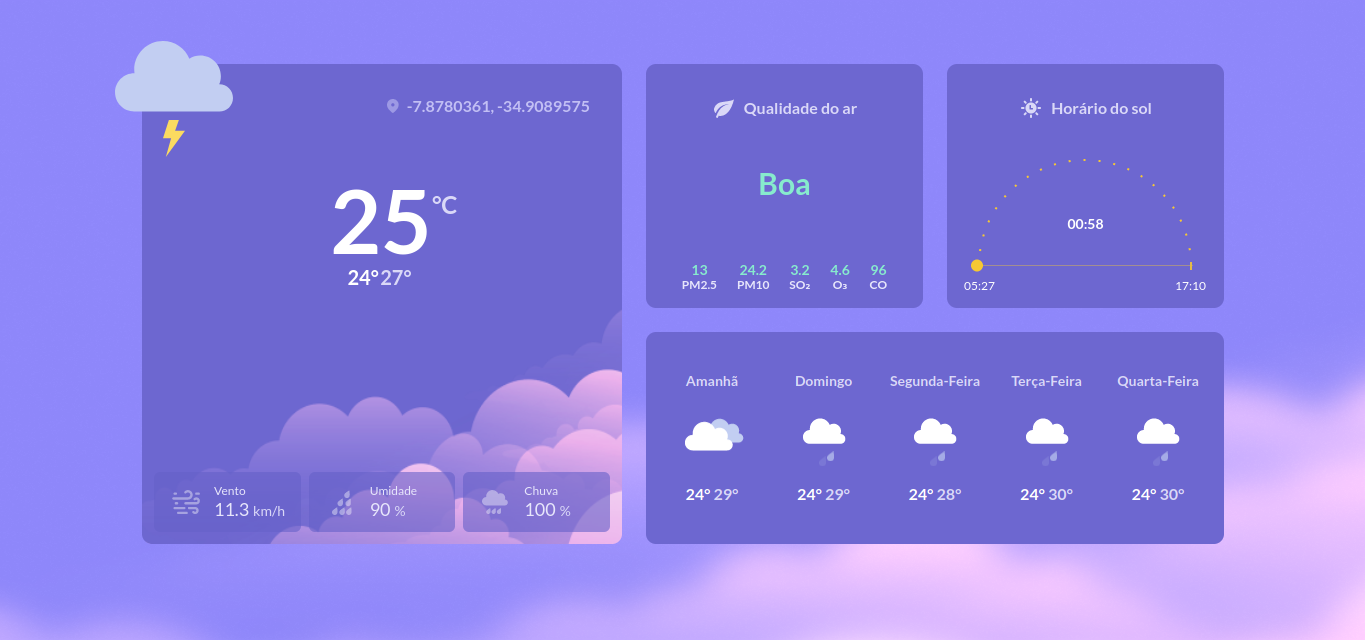 -7.8780361, -34.9089575
25 °C
24° 27°
Vento
11.3 km/h
Umidade
90 %
Chuva
100 %
Qualidade do ar
Boa
13 24.2 3.2 4.6 96
PM2.5 PM10 SO₂ O₃ CO
Horário do sol
00:58
05:27 17:10
Amanhã Domingo Segunda-Feira Terça-Feira Quarta-Feira
24° 29° 24° 29° 24° 28° 24° 30° 24° 30°